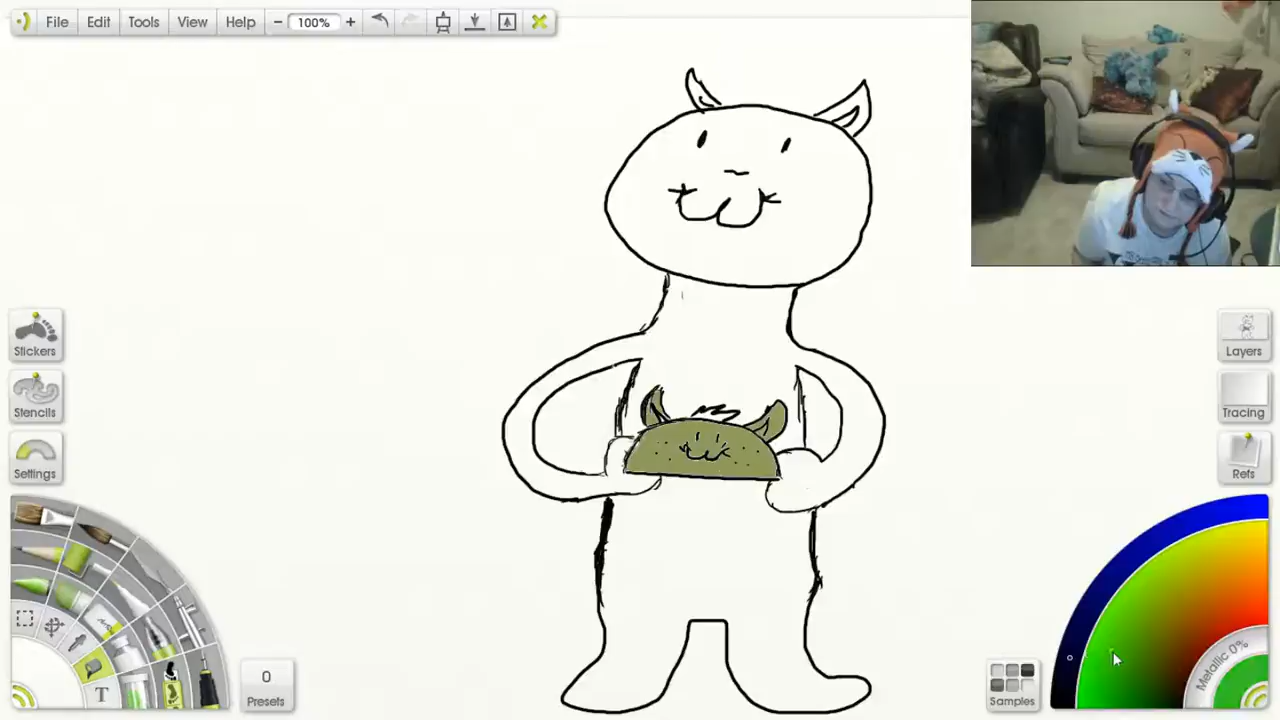 File Edit Tools View Help − 100% +
Stickers
Stencils
Settings
T
0
Presets
Layers
Tracing
Refs
Samples
Metallic 0%